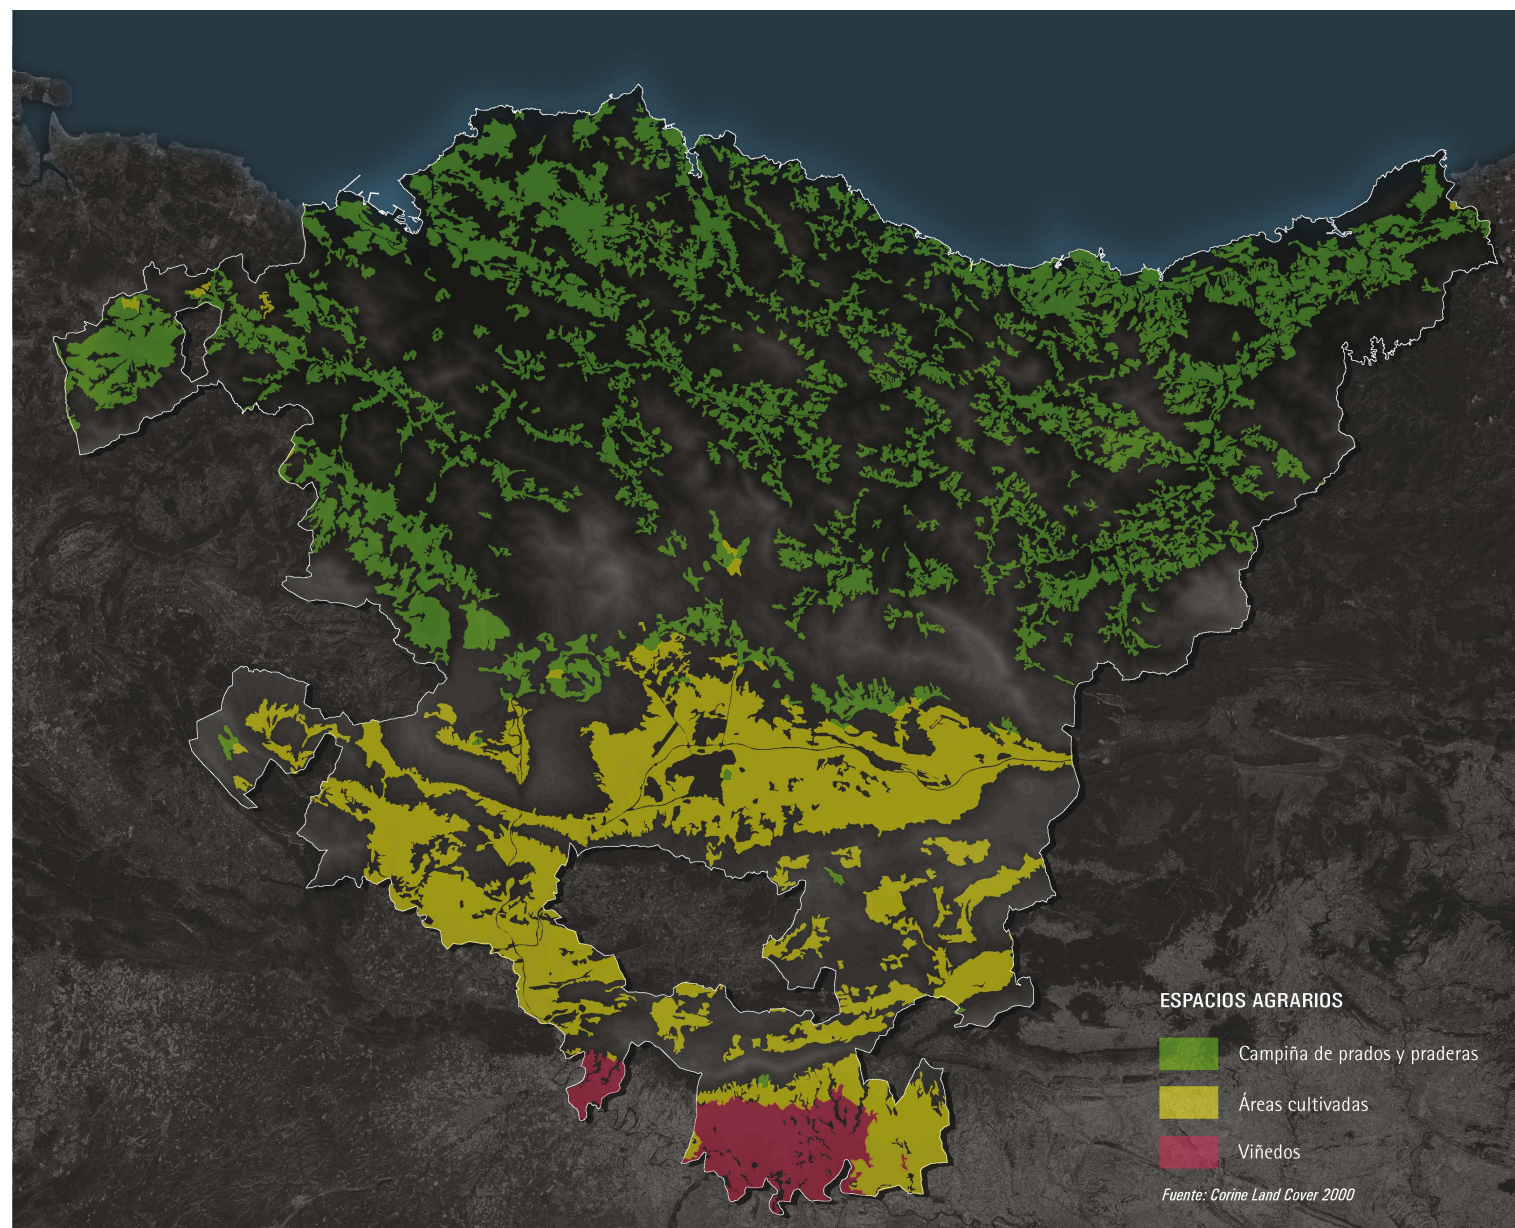 ESPACIOS AGRARIOS
Campiña de prados y praderas
Áreas cultivadas
Viñedos
Fuente: Corine Land Cover 2000